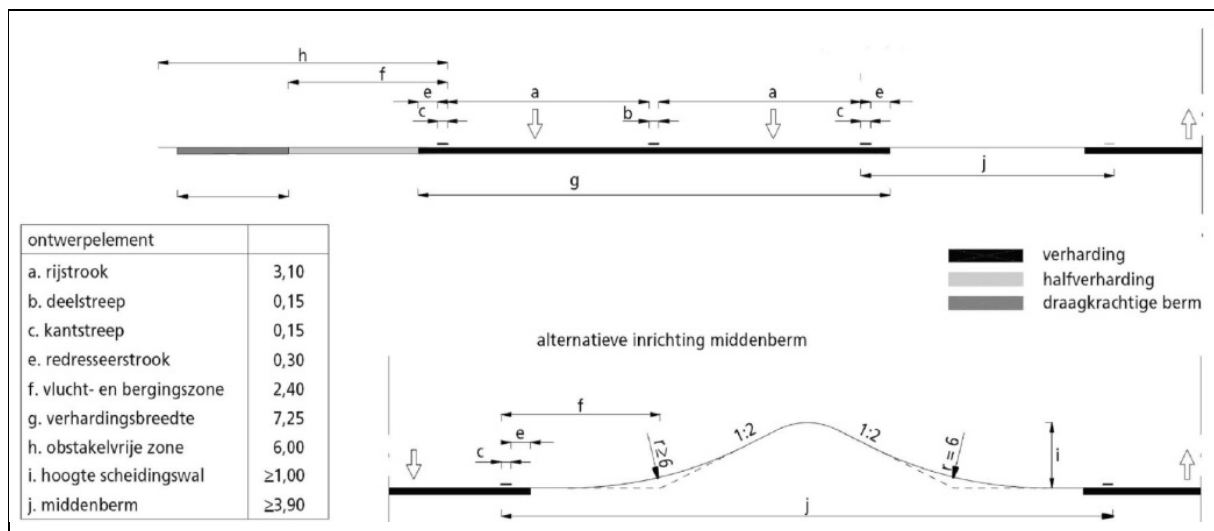 h
f
e a a e
c b c
j
g
ontwerpelement
a. rijstrook 3,10
b. deelstreep 0,15
c. kantstreep 0,15
e. redresseerstrook 0,30
f. vlucht- en bergingszone 2,40
g. verhardingsbreedte 7,25
h. obstakelvrije zone 6,00
i. hoogte scheidingswal ≥1,00
j. middenberm ≥3,90
verharding
halfverharding
draagkrachtige berm
alternatieve inrichting middenberm
f
e
c
r≥6 1:2 1:2 r = 6 i
j